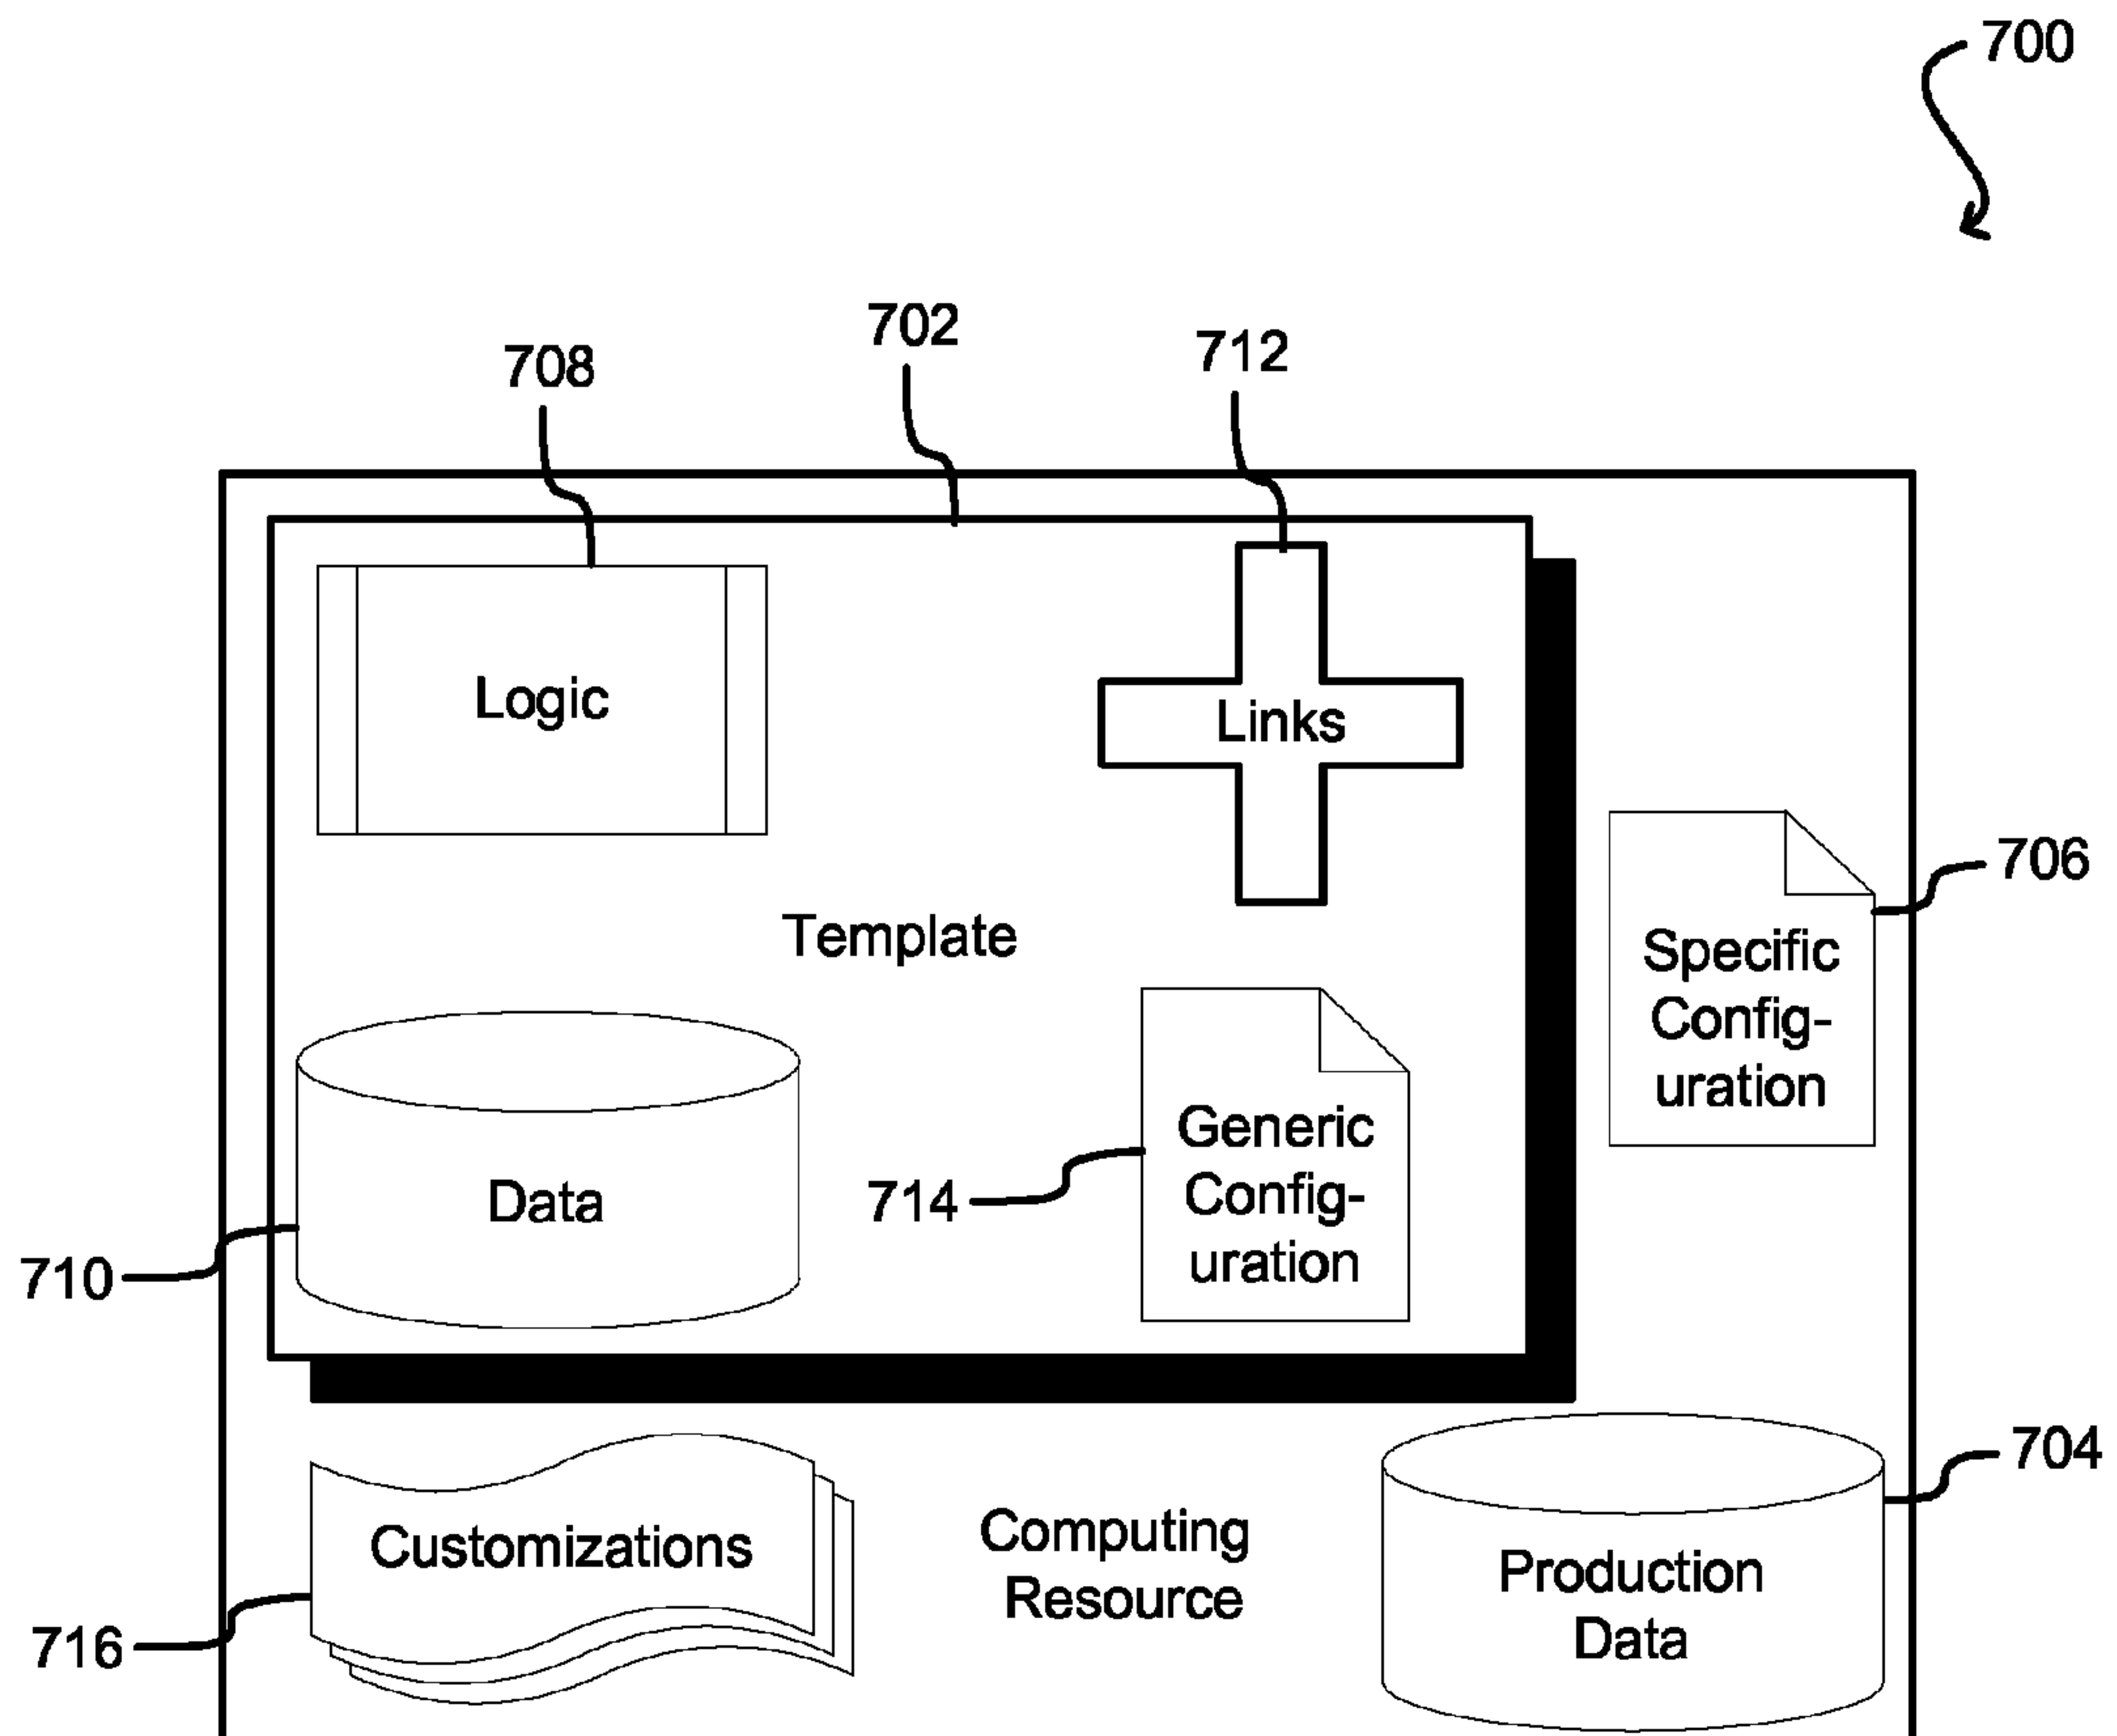 700
702
712
708
Logic
Links
706
Template
Specific
Config-
uration
Generic
Config-
uration
714
Data
710
704
Customizations
Computing
Resource
Production
Data
716